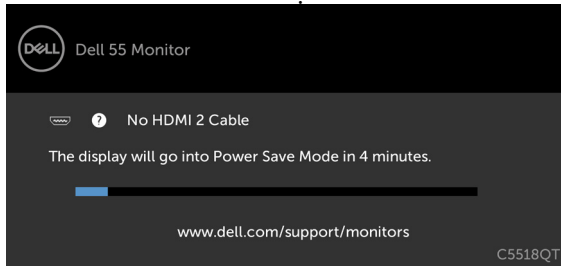 DELL
Dell 55 Monitor
? No HDMI 2 Cable
The display will go into Power Save Mode in 4 minutes.
www.dell.com/support/monitors
C5518QT